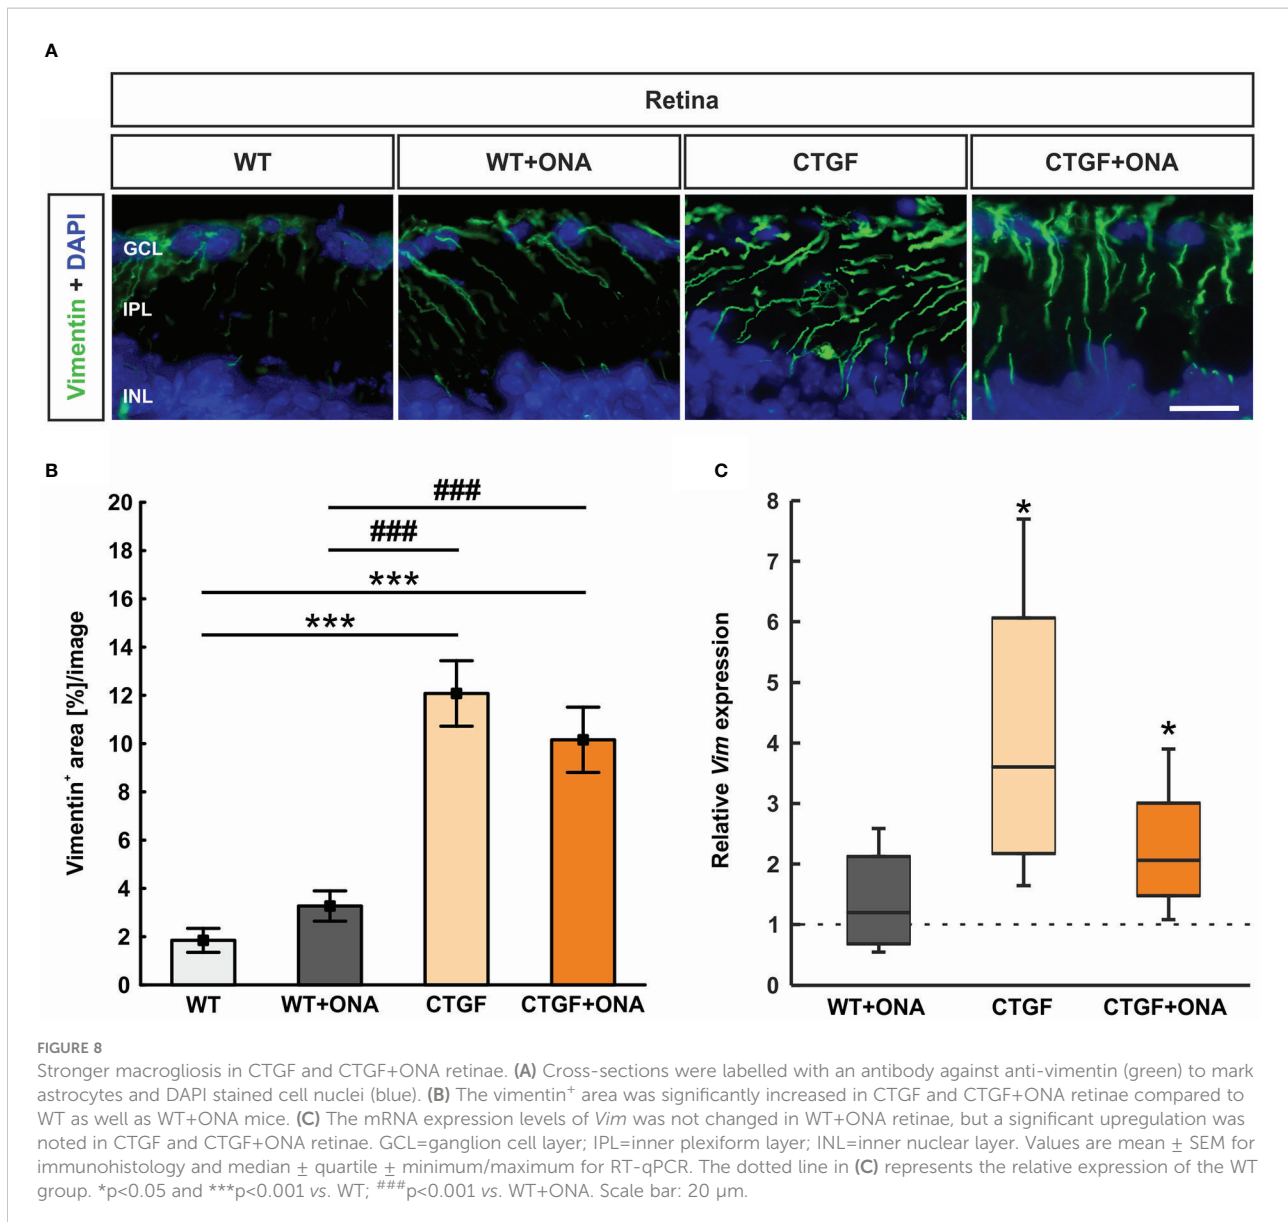 A
Retina
WT
WT+ONA
CTGF
CTGF+ONA
Vimentin + DAPI
GCL
IPL
INL
B
20
18
16
14
12
10
8
6
4
2
0
Vimentin⁺ area [%]/image
###
###
***
***
WT
WT+ONA
CTGF
CTGF+ONA
C
8
7
6
5
4
3
2
1
0
Relative Vim expression
*
*
WT+ONA
CTGF
CTGF+ONA
FIGURE 8
Stronger macrogliosis in CTGF and CTGF+ONA retinae. (A) Cross-sections were labelled with an antibody against anti-vimentin (green) to mark
astrocytes and DAPI stained cell nuclei (blue). (B) The vimentin⁺ area was significantly increased in CTGF and CTGF+ONA retinae compared to
WT as well as WT+ONA mice. (C) The mRNA expression levels of Vim was not changed in WT+ONA retinae, but a significant upregulation was
noted in CTGF and CTGF+ONA retinae. GCL=ganglion cell layer; IPL=inner plexiform layer; INL=inner nuclear layer. Values are mean ± SEM for
immunohistology and median ± quartile ± minimum/maximum for RT-qPCR. The dotted line in (C) represents the relative expression of the WT
group. *p<0.05 and ***p<0.001 vs. WT; ###p<0.001 vs. WT+ONA. Scale bar: 20 µm.